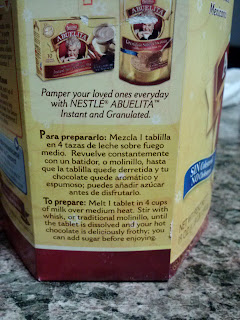 ABUELITA
ABUELITA
Pamper your loved ones everyday
with NESTLÉ® ABUELITA™
Instant and Granulated.
Para prepararlo: Mezcla 1 tablilla
en 4 tazas de leche sobre fuego
medio. Revuelve constantemente
con un batidor, o molinillo, hasta
que la tablilla quede derretida y tu
chocolate quede aromático y
espumoso; puedes añadir azúcar
antes de disfrutarlo.
To prepare: Melt 1 tablet in 4 cups
of milk over medium heat. Stir with
whisk, or traditional molinillo, until
the tablet is dissolved and your hot
chocolate is deliciously frothy; you
can add sugar before enjoying.